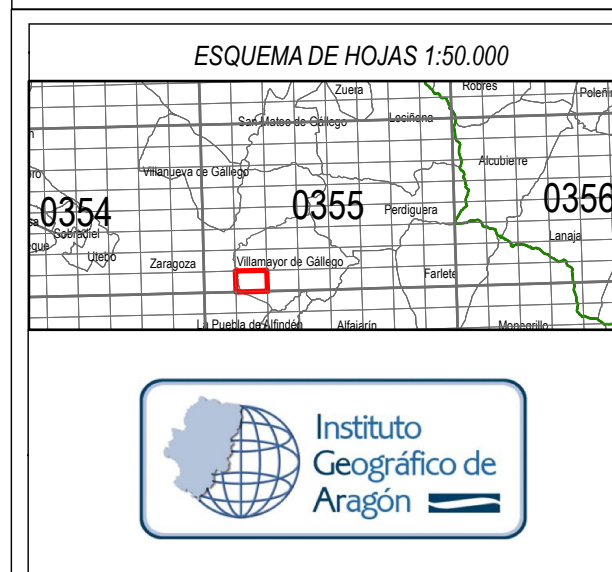 ESQUEMA DE HOJAS 1:50.000
Zuera
Robres
San Mateo de Gállego
Leciñena
Alcubierre
Villanueva de Gállego
0354
0355
0356
Perdiguera
Sobradiel
Utebo
Lanaja
Zaragoza
Villamayor de Gállego
Farlete
La Puebla de Alfindén
Alfajarín
Monegrillo
Instituto
Geográfico de
Aragón